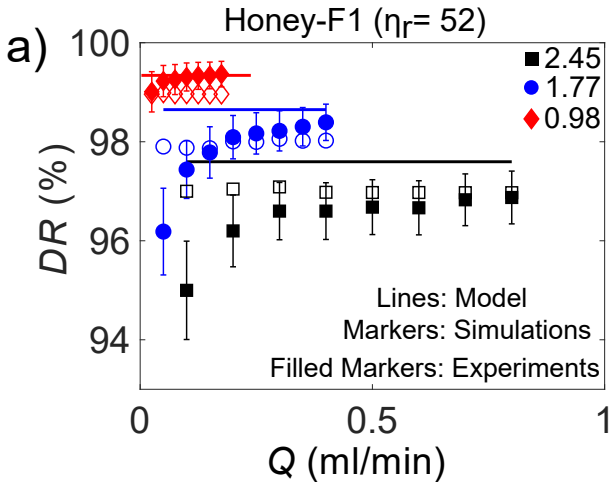 a)
Honey-F1 (ηr= 52)
100
98
96
94
DR (%)
2.45
1.77
0.98
Lines: Model
Markers: Simulations
Filled Markers: Experiments
0
0.5
1
Q (ml/min)